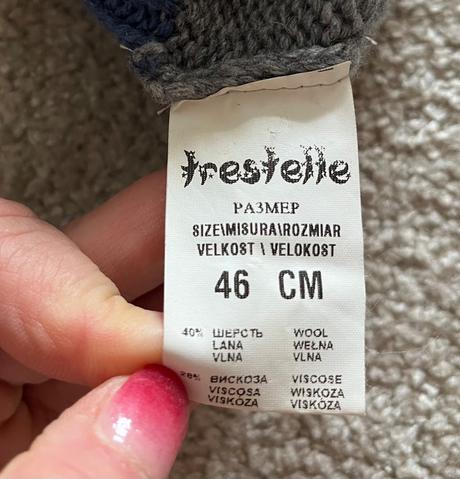 trestelle
РАЗМЕР
SIZE\MISURA\ROZMIAR
VELKOST \ VELOKOST
46 CM
40% ШЕРСТЬ WOOL
LANA WEŁNA
VLNA VLNA
ВИСКОЗА VISCOSE
VISCOSA WISKOZA
VISKÓZA VISKÓZA